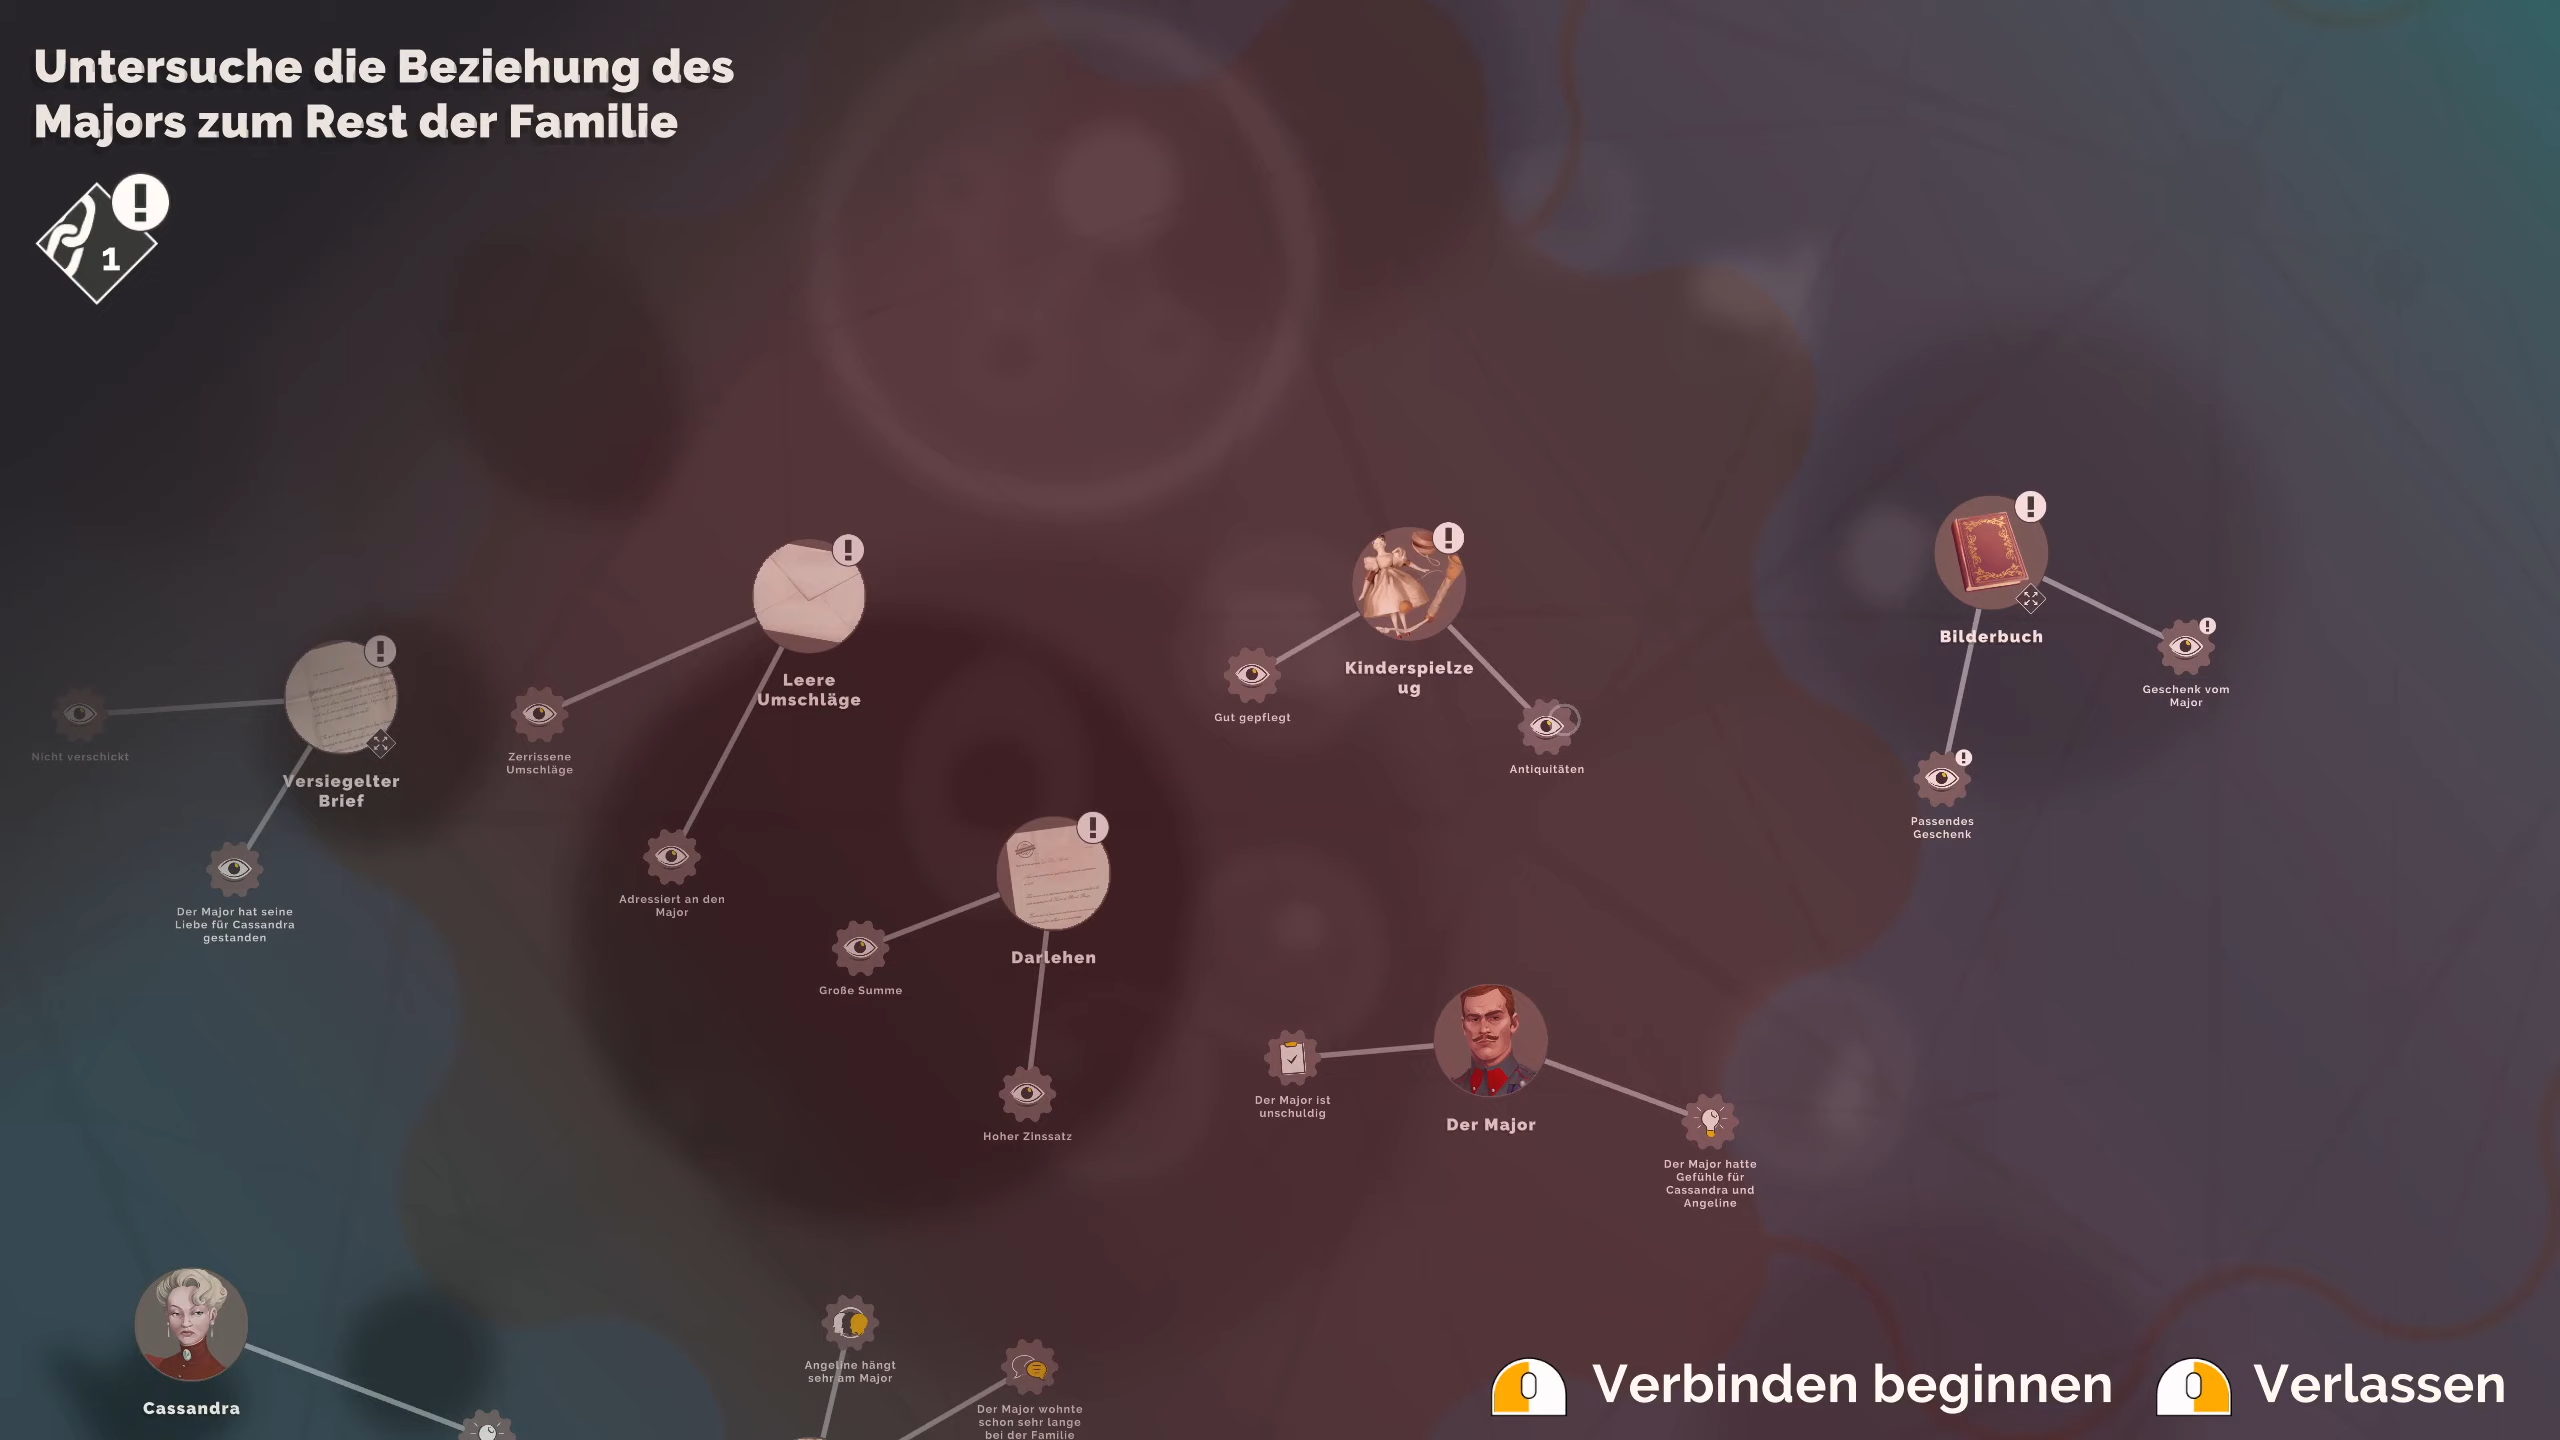 Untersuche die Beziehung des
Majors zum Rest der Familie
1
Bilderbuch
Geschenk vom
Major
Passendes
Geschenk
Kinderspielze
ug
Gut gepflegt
Antiquitäten
Leere
Umschläge
Zerrissene
Umschläge
Adressiert an den
Major
Nicht verschickt
Versiegelter
Brief
Der Major hat seine
Liebe für Cassandra
gestanden
Darlehen
Große Summe
Hoher Zinssatz
Der Major ist
unschuldig
Der Major
Der Major hatte
Gefühle für
Cassandra und
Angeline
Cassandra
Angeline hängt
sehr am Major
Der Major wohnte
schon sehr lange
bei der Familie
Verbinden beginnen
Verlassen